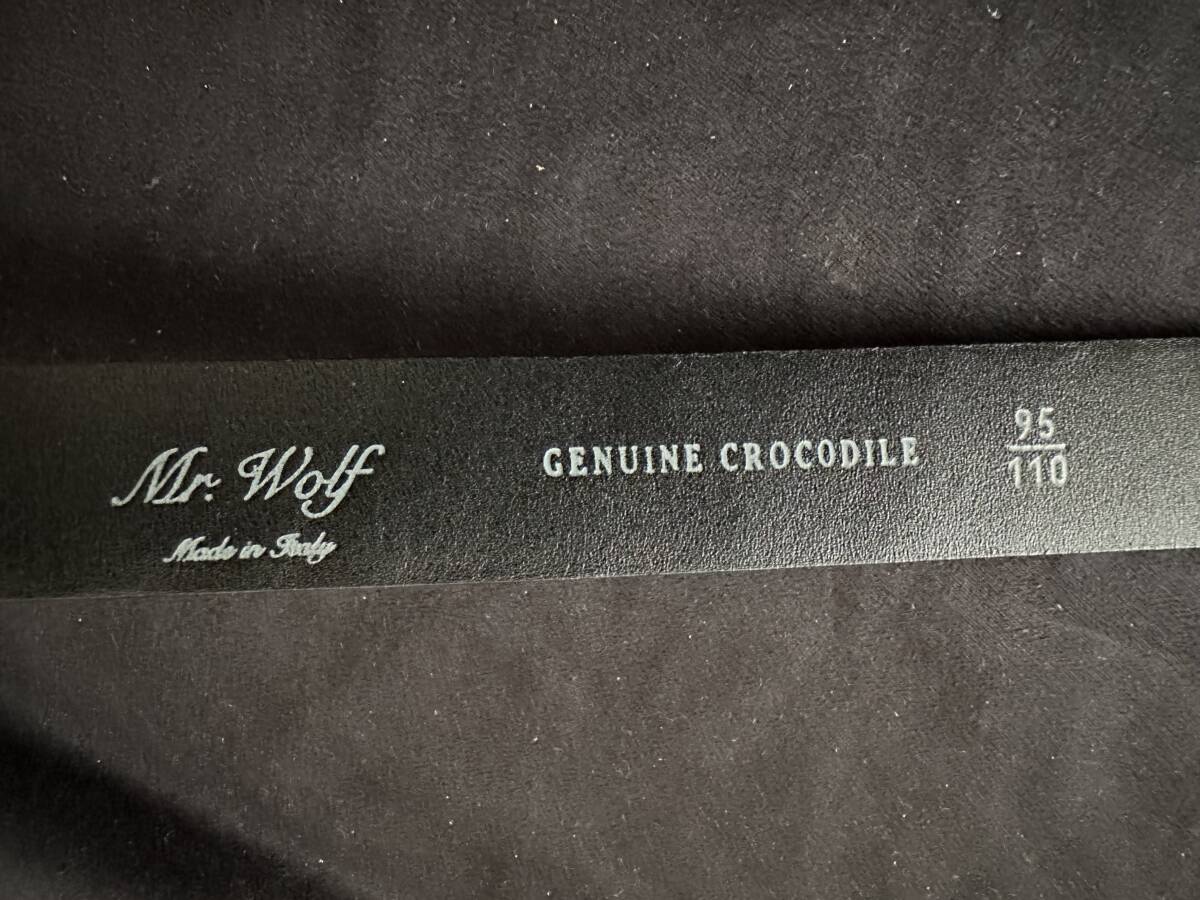 Mr. Wolf
Made in Italy
GENUINE CROCODILE
95
110